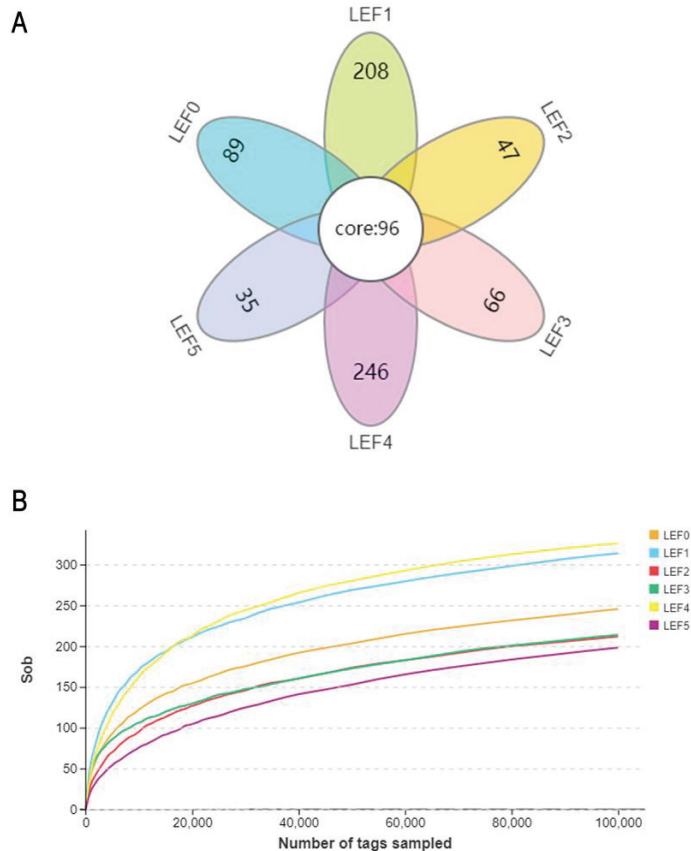 A
LEF1
208
LEF0
89
LEF2
47
core:96
LEF5
35
LEF3
66
246
LEF4
B
300
250
200
150
100
50
0
Sob
0 20,000 40,000 60,000 80,000 100,000
Number of tags sampled
LEF0
LEF1
LEF2
LEF3
LEF4
LEF5